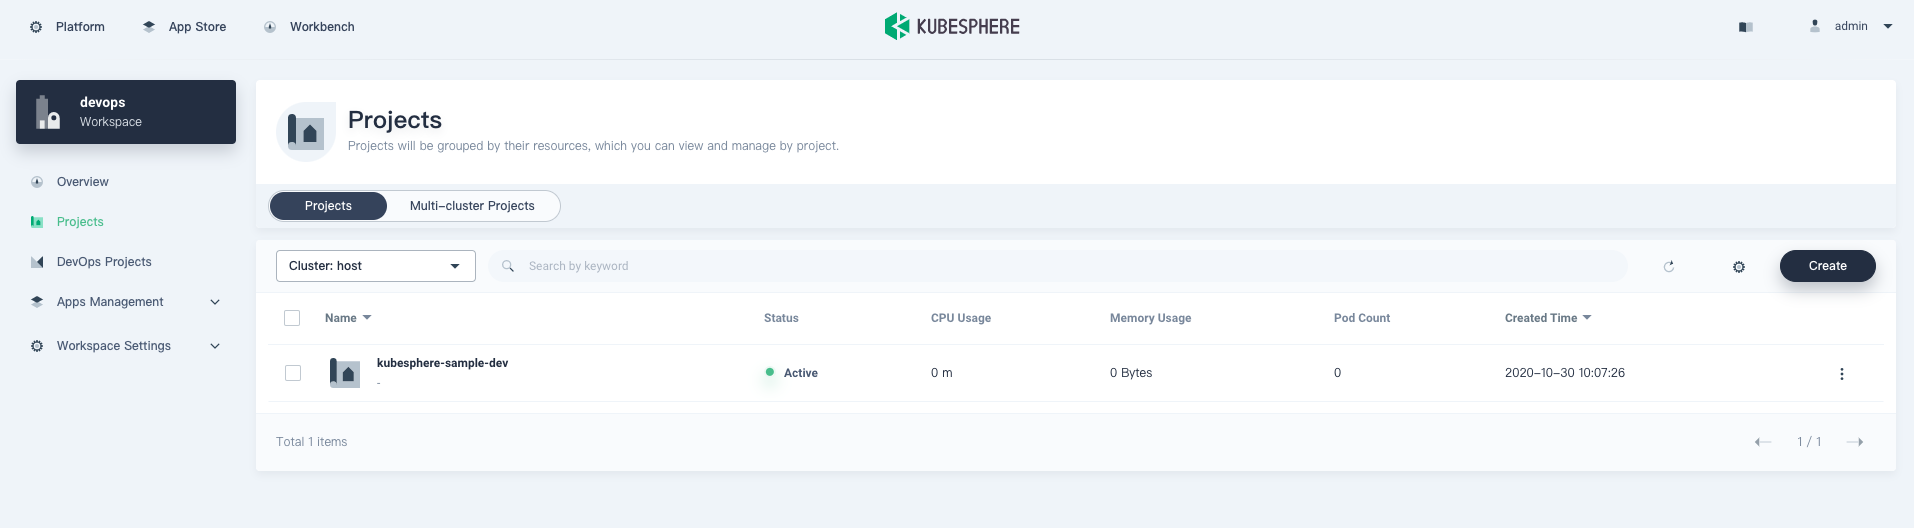 Platform
App Store
Workbench
KUBESPHERE
admin
devops
Workspace
Overview
Projects
DevOps Projects
Apps Management
Workspace Settings
Projects
Projects will be grouped by their resources, which you can view and manage by project.
Projects
Multi-cluster Projects
Cluster: host
Search by keyword
Create
Name
Status
CPU Usage
Memory Usage
Pod Count
Created Time
kubesphere-sample-dev
-
Active
0 m
0 Bytes
0
2020-10-30 10:07:26
Total 1 items
1 / 1